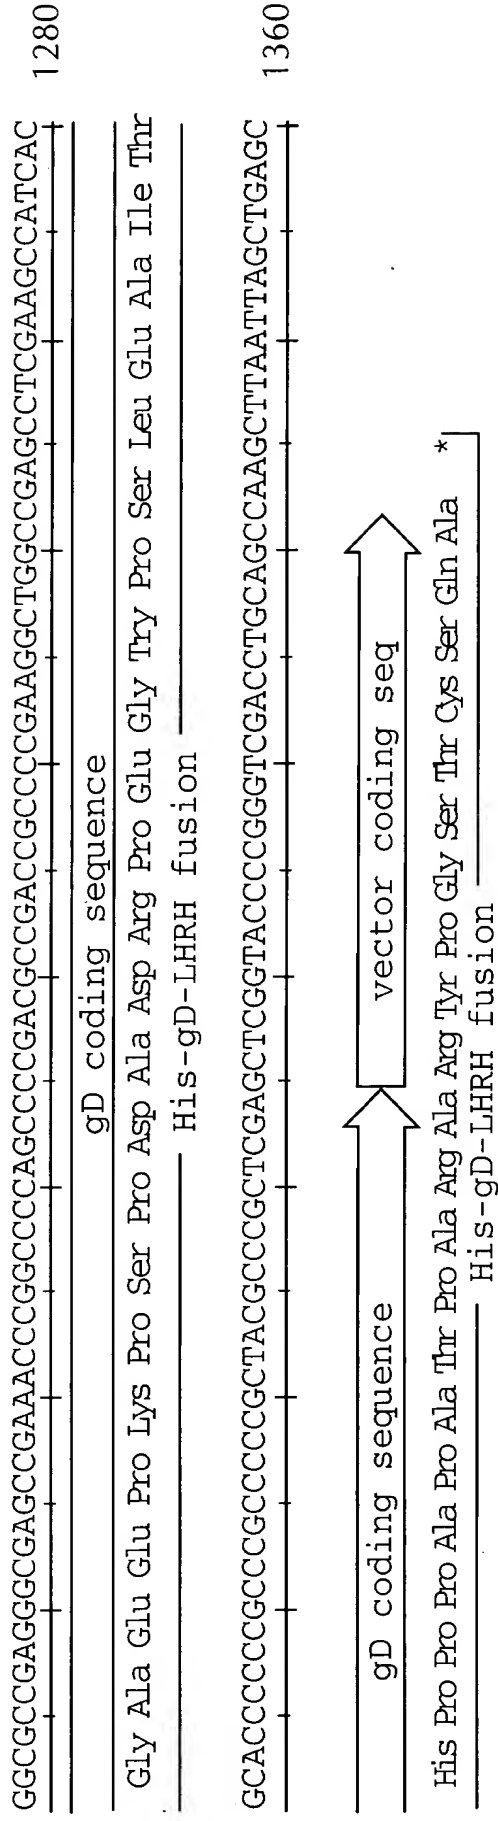 GGCGCCGAGGGCGAGCCGAAACCCGGCCCCAGCCCCGACGCCGACCGCCCCGAAGGCTGGCCGAGCCTCGAAGCCATCAC
1280
gD coding sequence
Gly Ala Glu Glu Pro Lys Pro Ser Pro Asp Ala Asp Arg Pro Glu Gly Try Pro Ser Leu Glu Ala Ile Thr
His-gD-LHRH fusion
GCACCCCCCGCCCGCCCCCGCTACGCCCGCTCGAGCTCGGTACCCCGGGTCGACCTGCAGCCAAGCTTAATTAGCTGAGC
1360
gD coding sequence vector coding seq
His Pro Pro Pro Ala Pro Ala Thr Pro Ala Arg Ala Arg Tyr Pro Gly Ser Thr Cys Ser Gln Ala *
His-gD-LHRH fusion